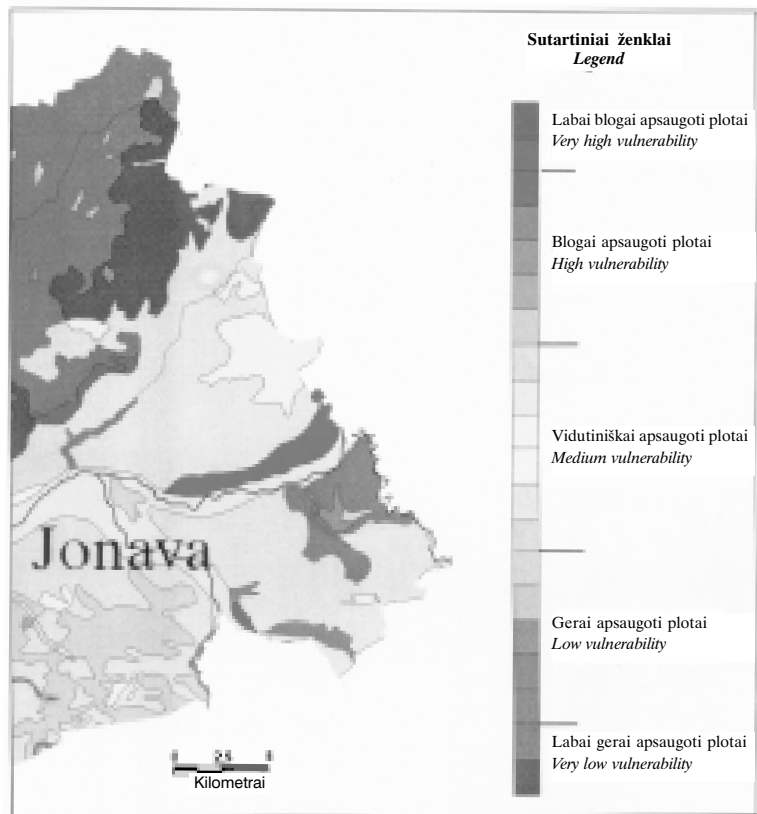 Sutartiniai ženklai
Legend
Labai blogai apsaugoti plotai
Very high vulnerability
Blogai apsaugoti plotai
High vulnerability
Vidutiniškai apsaugoti plotai
Medium vulnerability
Jonava
Gerai apsaugoti plotai
Low vulnerability
Labai gerai apsaugoti plotai
Very low vulnerability
Kilometrai